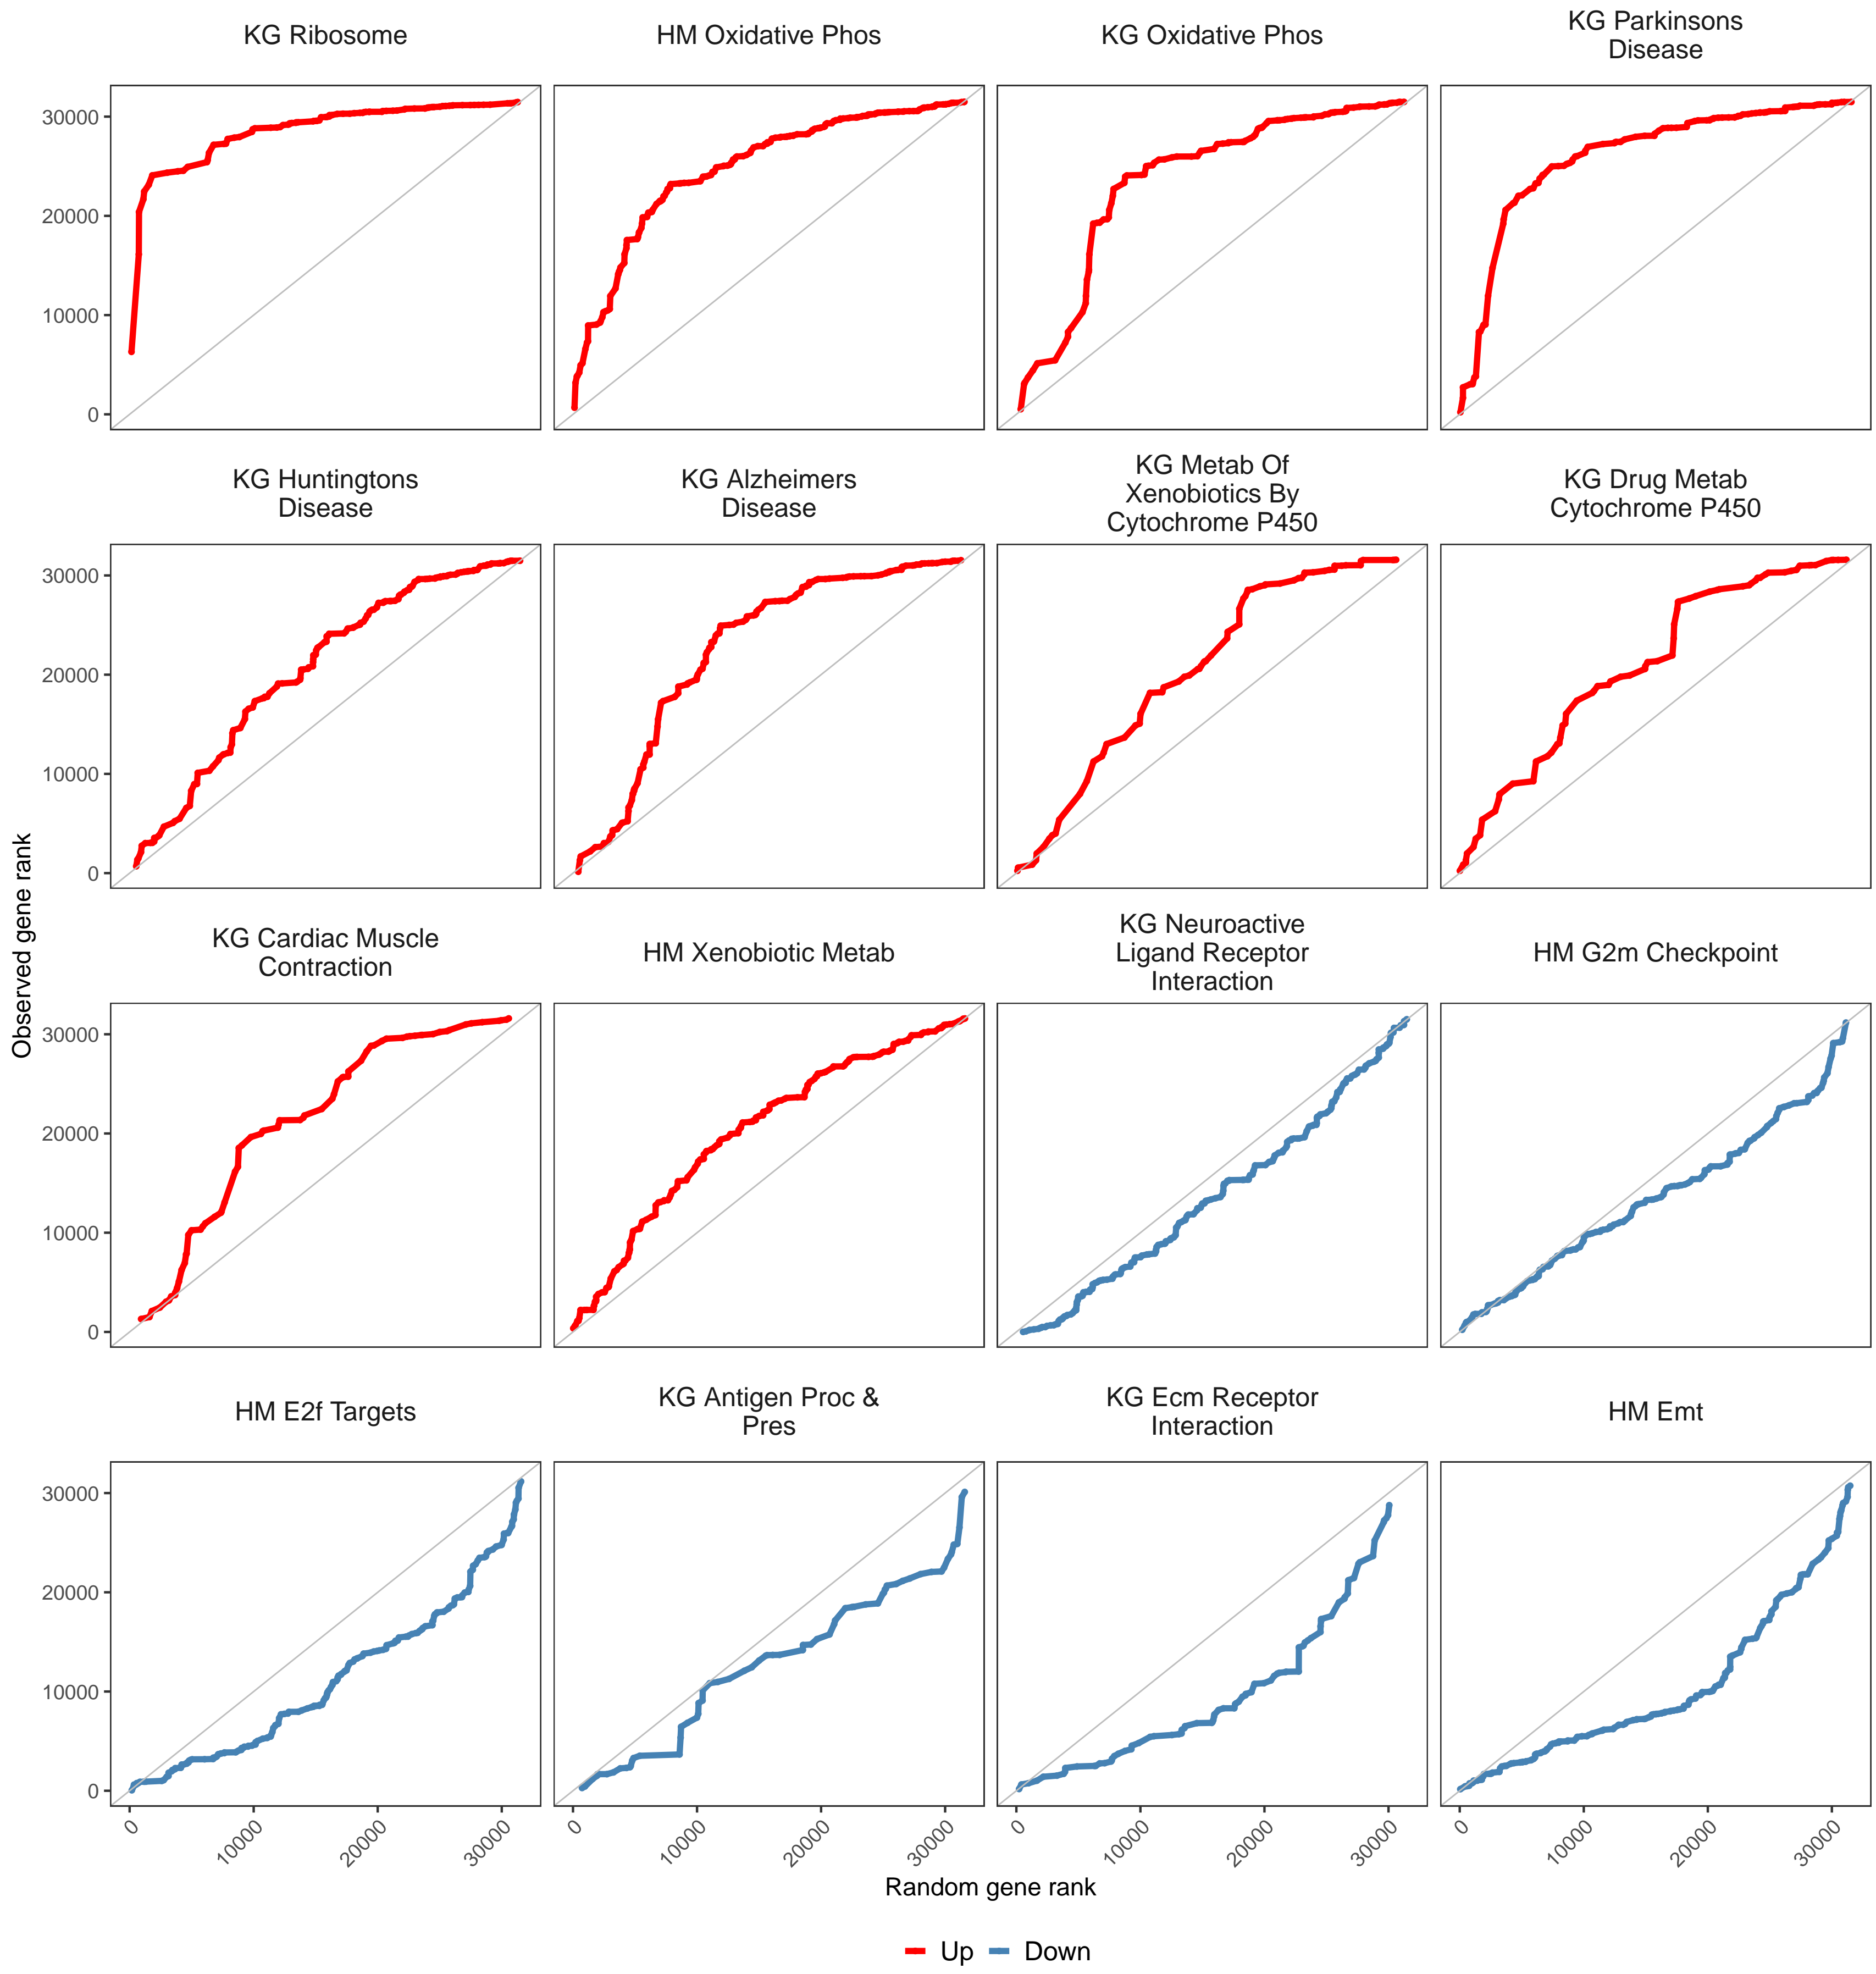 KG Ribosome
HM Oxidative Phos
KG Oxidative Phos
KG Parkinsons
Disease
30000
20000
10000
0
KG Huntingtons
Disease
KG Alzheimers
Disease
KG Metab Of
Xenobiotics By
Cytochrome P450
KG Drug Metab
Cytochrome P450
30000
20000
10000
0
Observed gene rank
KG Cardiac Muscle
Contraction
HM Xenobiotic Metab
KG Neuroactive
Ligand Receptor
Interaction
HM G2m Checkpoint
30000
20000
10000
0
HM E2f Targets
KG Antigen Proc &
Pres
KG Ecm Receptor
Interaction
HM Emt
30000
20000
10000
0
0 10000 20000 30000
0 10000 20000 30000
0 10000 20000 30000
0 10000 20000 30000
Random gene rank
Up Down